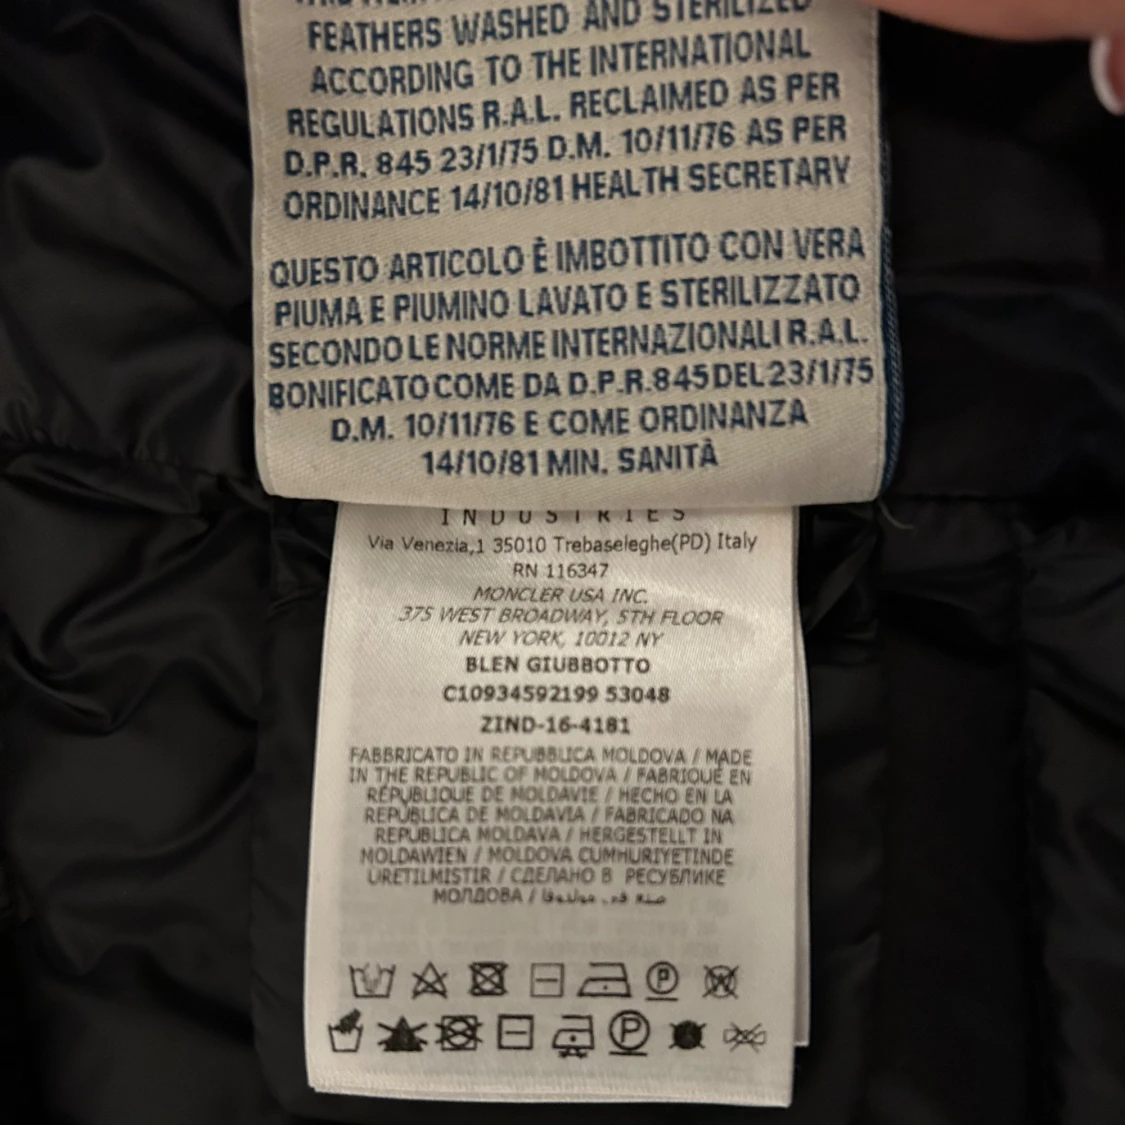 FEATHERS WASHED AND STERILIZED
ACCORDING TO THE INTERNATIONAL
REGULATIONS R.A.L. RECLAIMED AS PER
D.P.R. 845 23/1/75 D.M. 10/11/76 AS PER
ORDINANCE 14/10/81 HEALTH SECRETARY
QUESTO ARTICOLO È IMBOTTITO CON VERA
PIUMA E PIUMINO LAVATO E STERILIZZATO
SECONDO LE NORME INTERNAZIONALI R.A.L.
BONIFICATO COME DA D.P.R.845 DEL 23/1/75
D.M. 10/11/76 E COME ORDINANZA
14/10/81 MIN. SANITÀ
INDUSTRIES
Via Venezia,1 35010 Trebaseleghe(PD) Italy
RN 116347
MONCLER USA INC.
375 WEST BROADWAY, 5TH FLOOR
NEW YORK, 10012 NY
BLEN GIUBBOTTO
C10934592199 53048
ZIND-16-4181
FABBRICATO IN REPUBBLICA MOLDOVA / MADE
IN THE REPUBLIC OF MOLDOVA / FABRIQUÉ EN
RÉPUBLIQUE DE MOLDAVIE / HECHO EN LA
REPÚBLICA DE MOLDAVIA / FABRICADO NA
REPÚBLICA MOLDAVA / HERGESTELLT IN
MOLDAWIEN / MOLDOVA CUMHURIYETINDE
URETILMISTIR / СДЕЛАНО В РЕСУБЛИКЕ
МОЛДОВА /
P
P